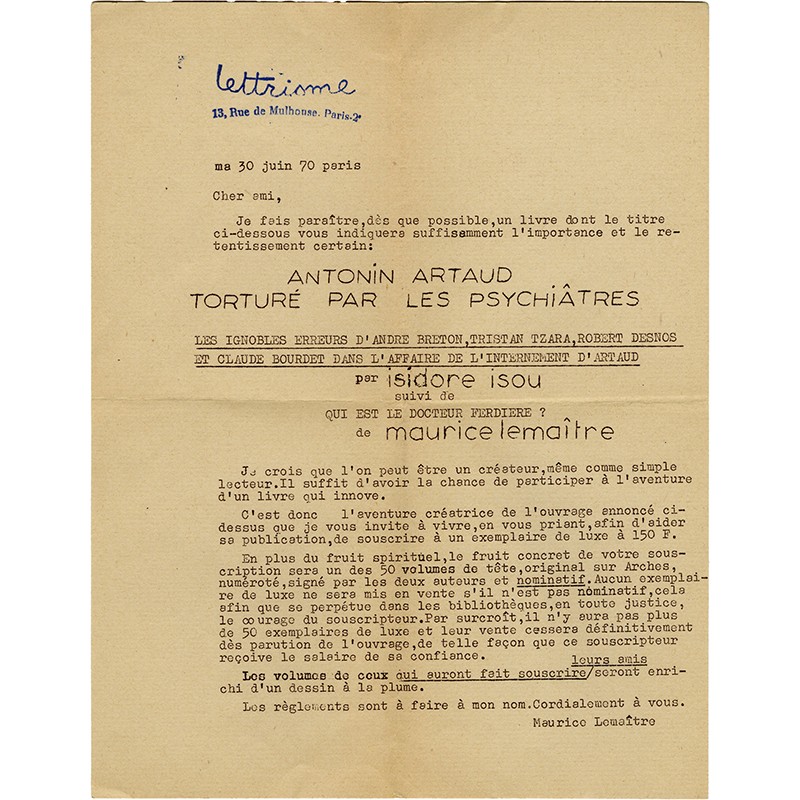 lettrisme
13, Rue de Mulhouse. Paris-2e
ma 30 juin 70 paris
Cher ami,
Je fais paraître,dès que possible,un livre dont le titre
ci-dessous vous indiquera suffisamment l'importance et le re-
tentissement certain:
ANTONIN ARTAUD
TORTURÉ PAR LES PSYCHIÂTRES
LES IGNOBLES ERREURS D'ANDRE BRETON,TRISTAN TZARA,ROBERT DESNOS
ET CLAUDE BOURDET DANS L'AFFAIRE DE L'INTERNEMENT D'ARTAUD
par isidore isou
suivi de
QUI EST LE DOCTEUR FERDIERE ?
de maurice lemaître
Je crois que l'on peut être un créateur,même comme simple
lecteur.Il suffit d'avoir la chance de participer à l'aventure
d'un livre qui innove.
C'est donc l'aventure créatrice de l'ouvrage annoncé ci-
dessus que je vous invite à vivre,en vous priant,afin d'aider
sa publication,de souscrire à un exemplaire de luxe à 150 F.
En plus du fruit spirituel,le fruit concret de votre sous-
cription sera un des 50 volumes de tête,original sur Arches,
numéroté,signé par les deux auteurs et nominatif.Aucun exemplai-
re de luxe ne sera mis en vente s'il n'est pas nominatif,cela
afin que se perpétue dans les bibliothèques,en toute justice,
le courage du souscripteur.Par surcroît,il n'y aura pas plus
de 50 exemplaires de luxe et leur vente cessera définitivement
dès parution de l'ouvrage,de telle façon que ce souscripteur
reçoive le salaire de sa confiance.
leurs amis
Les volumes de ceux qui auront fait souscrire/seront enri-
chi d'un dessin à la plume.
Les règlements sont à faire à mon nom.Cordialement à vous.
Maurice Lemaître